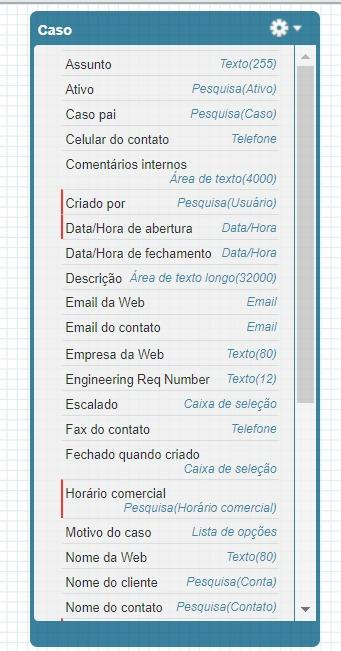 Caso
Assunto Texto(255)
Ativo Pesquisa(Ativo)
Caso pai Pesquisa(Caso)
Celular do contato Telefone
Comentários internos
Área de texto(4000)
Criado por Pesquisa(Usuário)
Data/Hora de abertura Data/Hora
Data/Hora de fechamento Data/Hora
Descrição Área de texto longo(32000)
Email da Web Email
Email do contato Email
Empresa da Web Texto(80)
Engineering Req Number Texto(12)
Escalado Caixa de seleção
Fax do contato Telefone
Fechado quando criado
Caixa de seleção
Horário comercial
Pesquisa(Horário comercial)
Motivo do caso Lista de opções
Nome da Web Texto(80)
Nome do cliente Pesquisa(Conta)
Nome do contato Pesquisa(Contato)